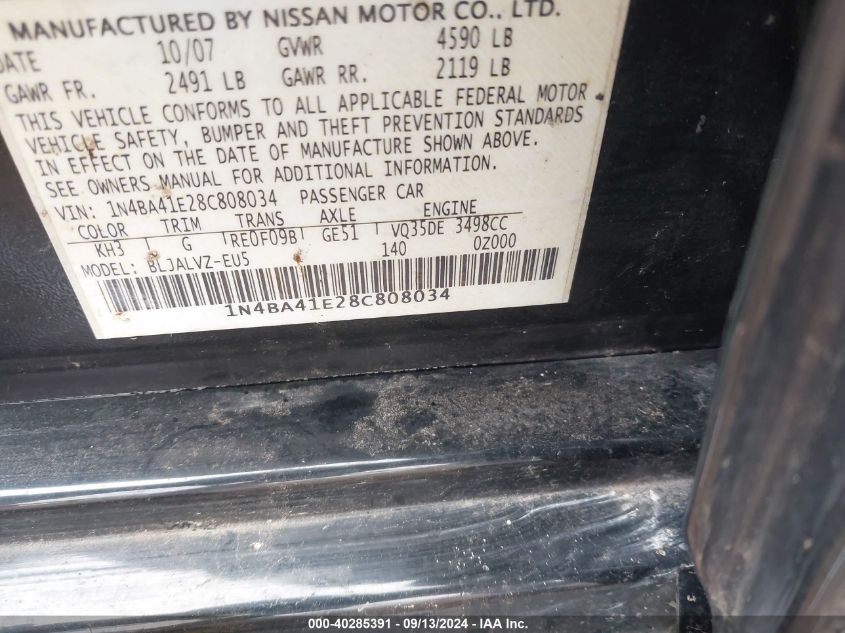 MANUFACTURED BY NISSAN MOTOR CO., LTD.
DATE 10/07 GVWR 4590 LB
GAWR FR. 2491 LB GAWR RR. 2119 LB
THIS VEHICLE CONFORMS TO ALL APPLICABLE FEDERAL MOTOR
VEHICLE SAFETY, BUMPER AND THEFT PREVENTION STANDARDS
IN EFFECT ON THE DATE OF MANUFACTURE SHOWN ABOVE.
SEE OWNERS MANUAL FOR ADDITIONAL INFORMATION.
VIN: 1N4BA41E28C808034 PASSENGER CAR
COLOR TRIM TRANS AXLE ENGINE
KH3 G RE0F09B GE51 VQ35DE 3498CC
MODEL: BLJALVZ-EU5 140 0Z000
1N4BA41E28C808034
000-40285391 - 09/13/2024 - IAAI.com